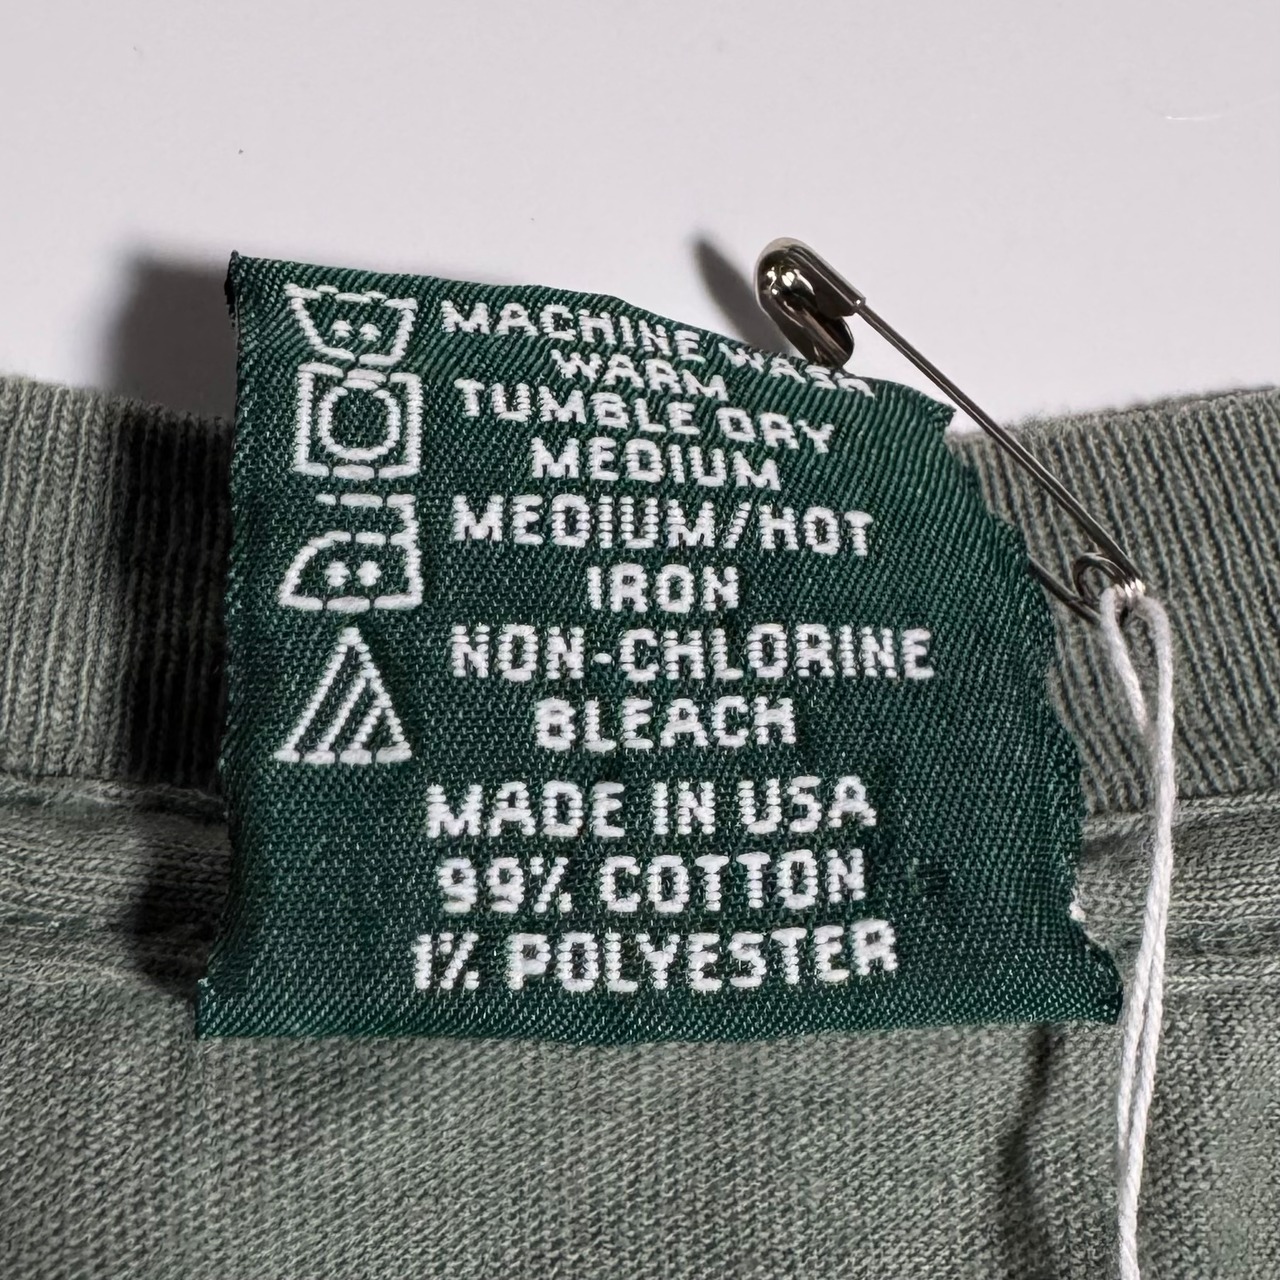 MACHINE WASH
WARM
TUMBLE DRY
MEDIUM
MEDIUM/HOT
IRON
NON-CHLORINE
BLEACH
MADE IN USA
99% COTTON
1% POLYESTER